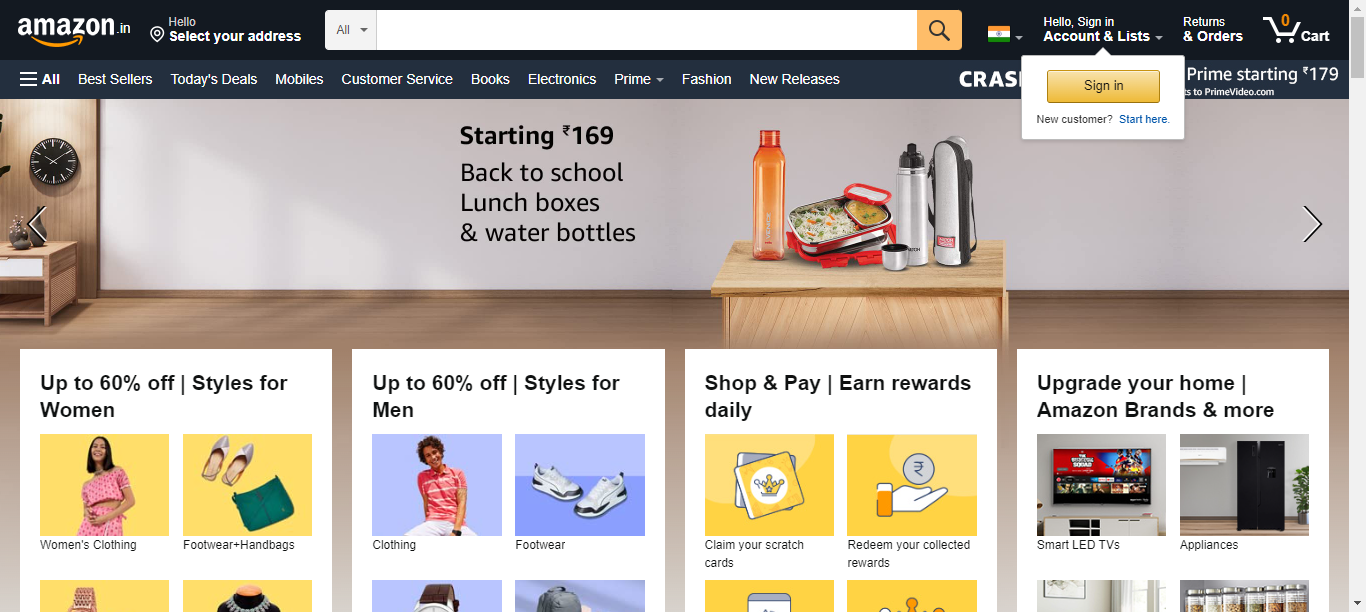 amazon.in
Hello
Select your address
All
Hello, Sign in
Account & Lists
Returns
& Orders
0
Cart
All
Best Sellers
Today's Deals
Mobiles
Customer Service
Books
Electronics
Prime
Fashion
New Releases
CRAS
Prime starting ₹179
ts to PrimeVideo.com
Sign in
New customer? Start here.
Starting ₹169
Back to school
Lunch boxes
& water bottles
Up to 60% off | Styles for
Women
Women's Clothing
Footwear+Handbags
Up to 60% off | Styles for
Men
Clothing
Footwear
Shop & Pay | Earn rewards
daily
₹
Claim your scratch
cards
Redeem your collected
rewards
Upgrade your home |
Amazon Brands & more
Smart LED TVs
Appliances